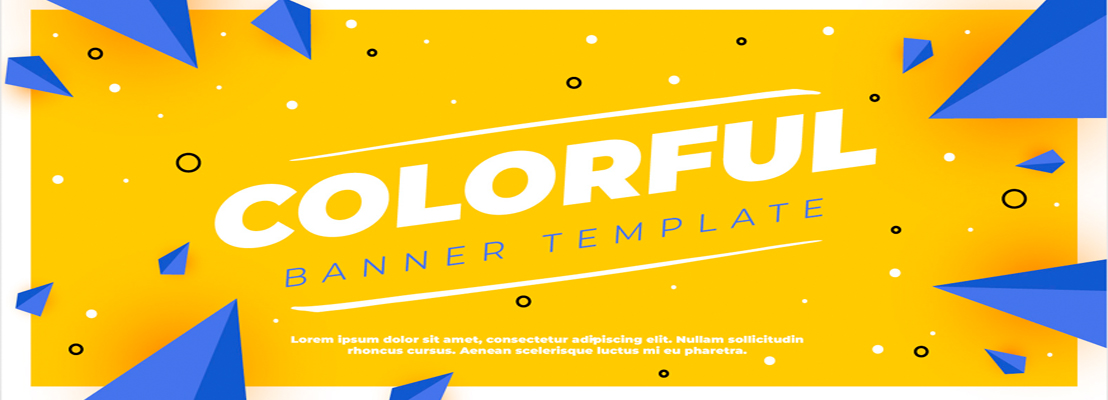 COLORFUL
BANNER TEMPLATE
Lorem ipsum dolor sit amet, consectetur adipiscing elit. Nullam sollicitudin
rhoncus cursus. Aenean scelerisque luctus mi eu pharetra.